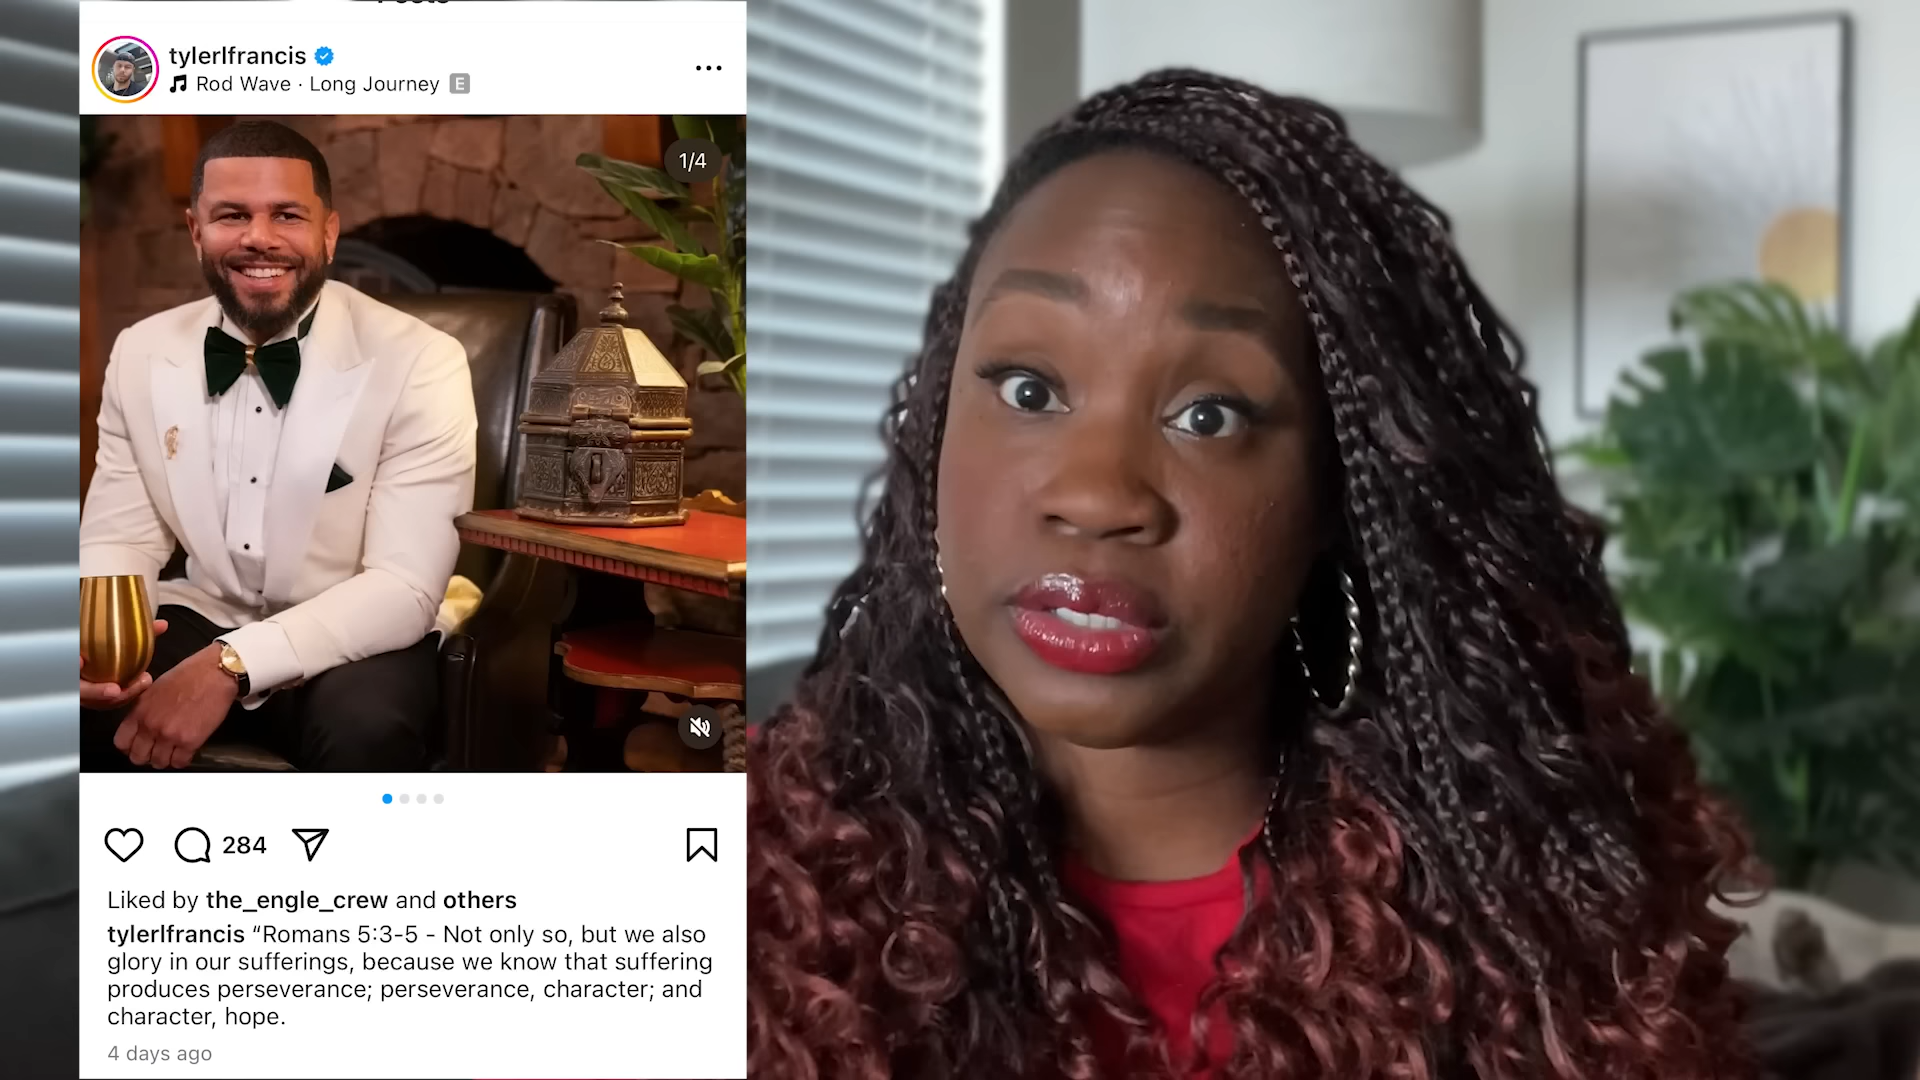 tylerlfrancis
Rod Wave · Long Journey E
1/4
284
Liked by the_engle_crew and others
tylerlfrancis “Romans 5:3-5 - Not only so, but we also
glory in our sufferings, because we know that suffering
produces perseverance; perseverance, character; and
character, hope.
4 days ago